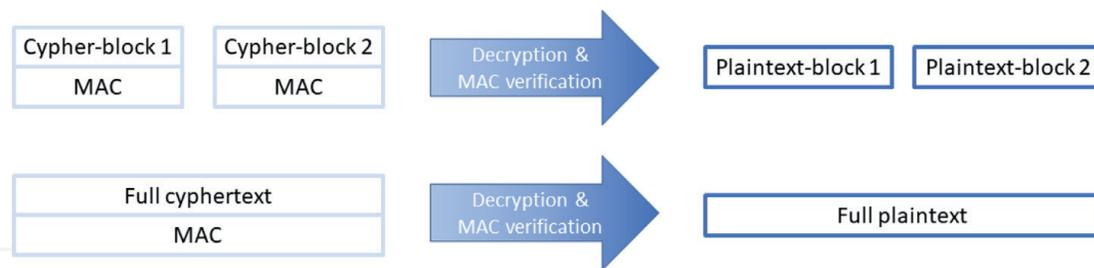 Cypher-block 1 Cypher-block 2 Decryption & Plaintext-block 1 Plaintext-block 2
MAC MAC MAC verification
Full cyphertext Decryption & Full plaintext
MAC MAC verification